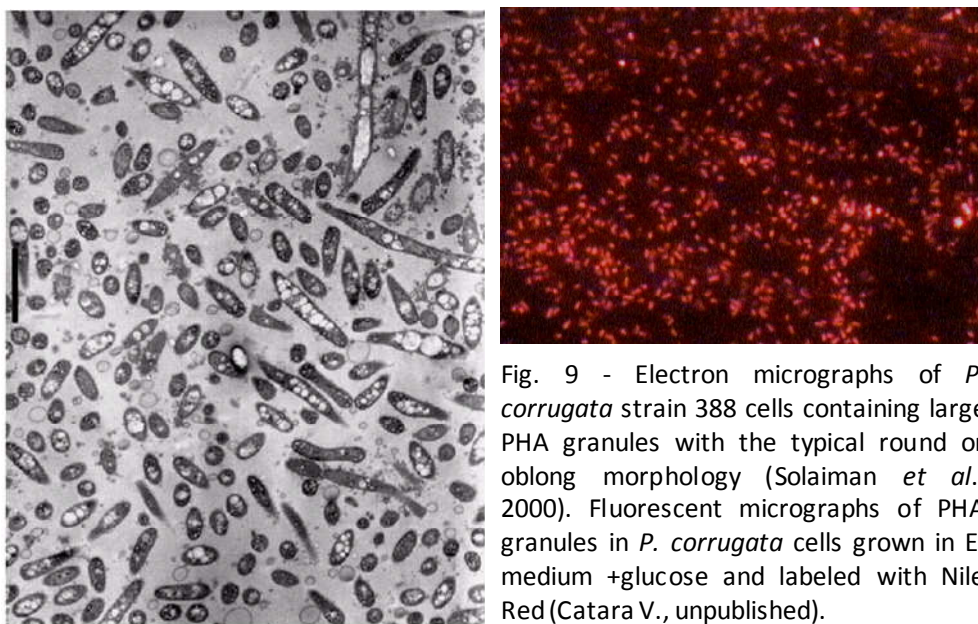 Fig. 9 - Electron micrographs of P.
corrugata strain 388 cells containing large
PHA granules with the typical round or
oblong morphology (Solaiman et al.
2000). Fluorescent micrographs of PHA
granules in P. corrugata cells grown in E
medium +glucose and labeled with Nile
Red (Catara V., unpublished).